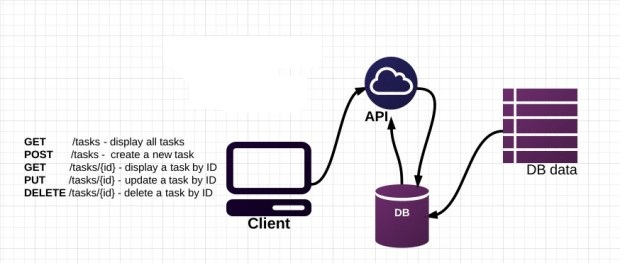 GET /tasks - display all tasks
POST /tasks - create a new task
GET /tasks/{id} - display a task by ID
PUT /tasks/{id} - update a task by ID
DELETE /tasks/{id} - delete a task by ID
Client
API
DB
DB data